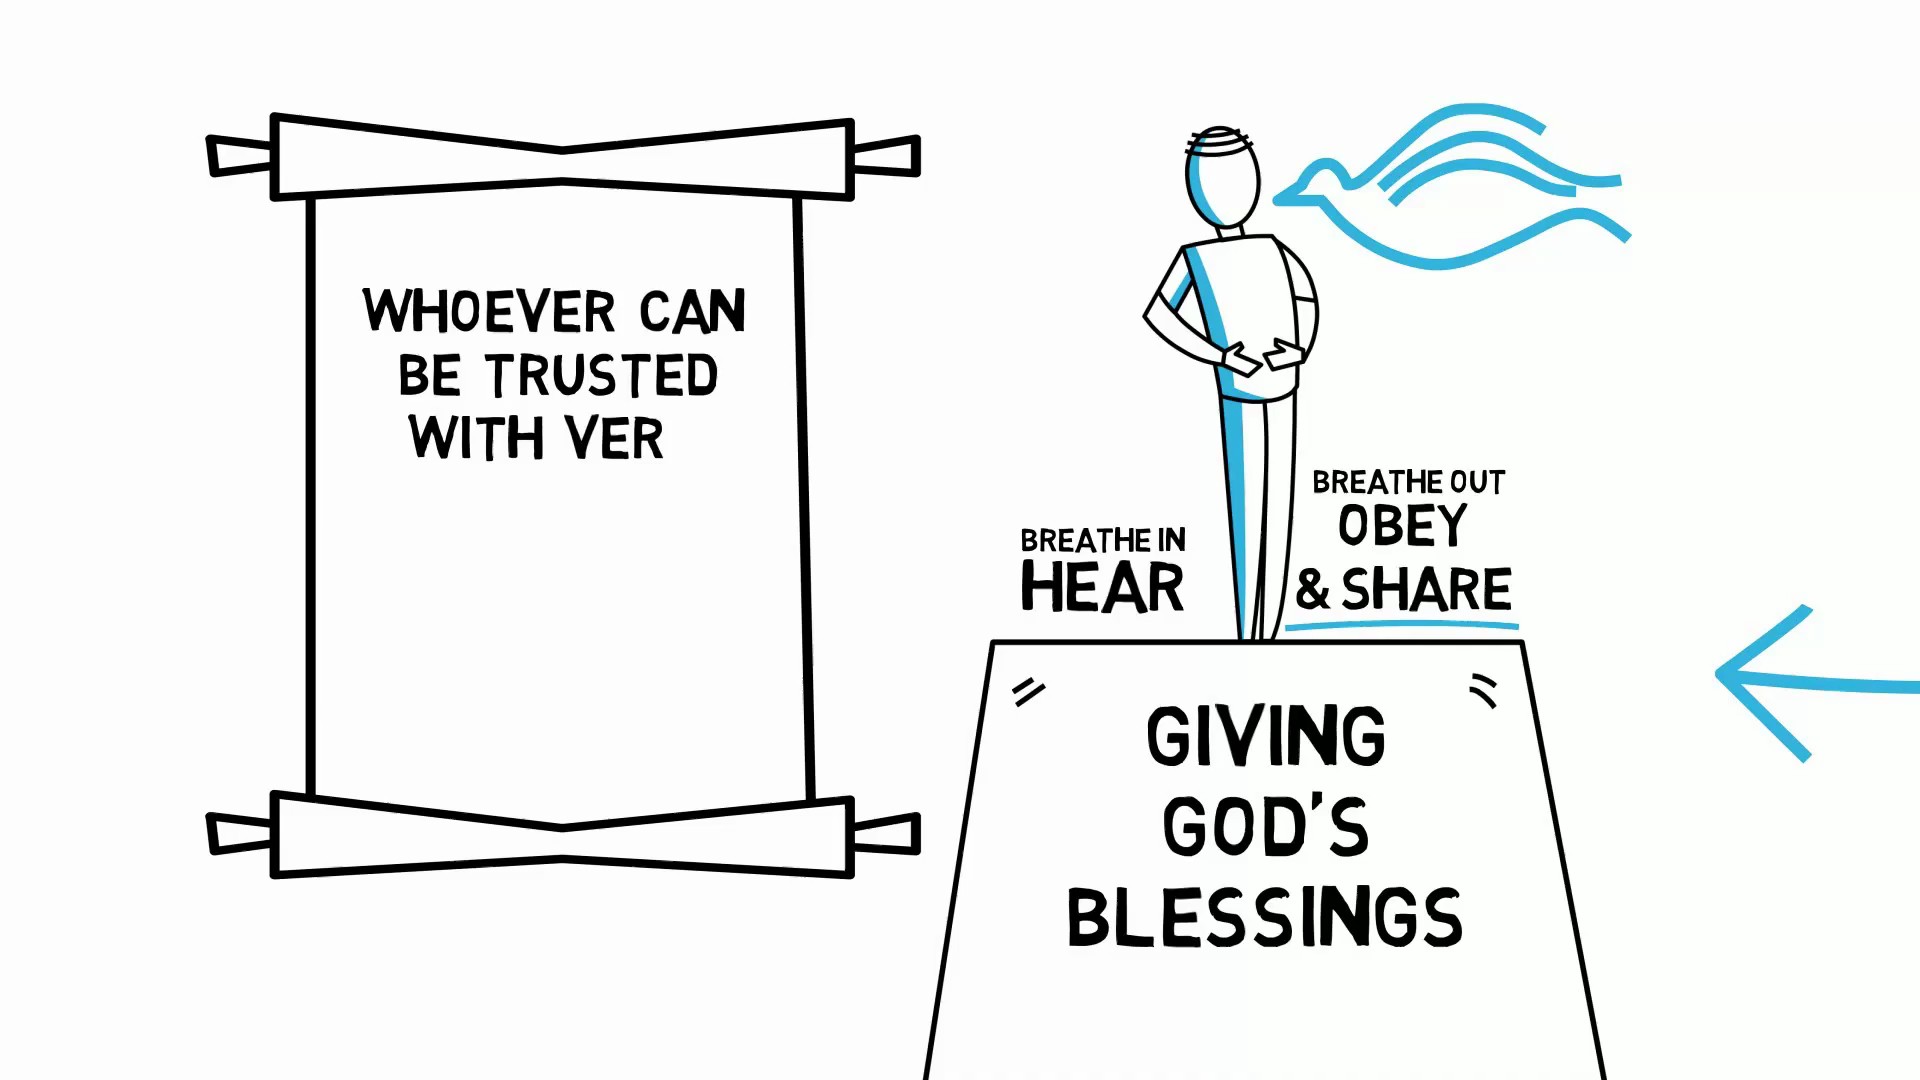 WHOEVER CAN
BE TRUSTED
WITH VER
BREATHE IN
HEAR
BREATHE OUT
OBEY
& SHARE
GIVING
GOD'S
BLESSINGS